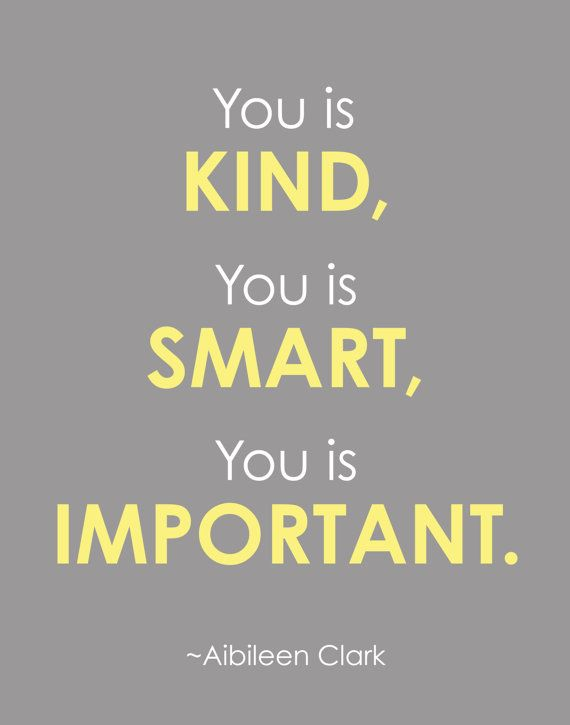 You is
KIND,
You is
SMART,
You is
IMPORTANT.
~Aibileen Clark